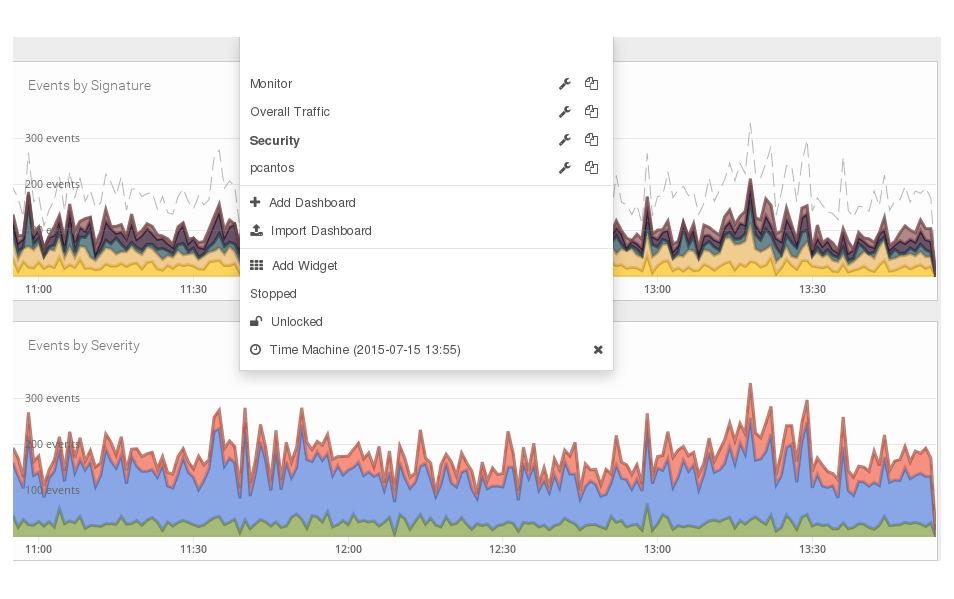 Events by Signature
300 events
200 events
11:00
11:30
13:00
13:30
Monitor
Overall Traffic
Security
pcantos
Add Dashboard
Import Dashboard
Add Widget
Stopped
Unlocked
Time Machine (2015-07-15 13:55)
Events by Severity
300 events
200 events
100 events
11:00
11:30
12:00
12:30
13:00
13:30